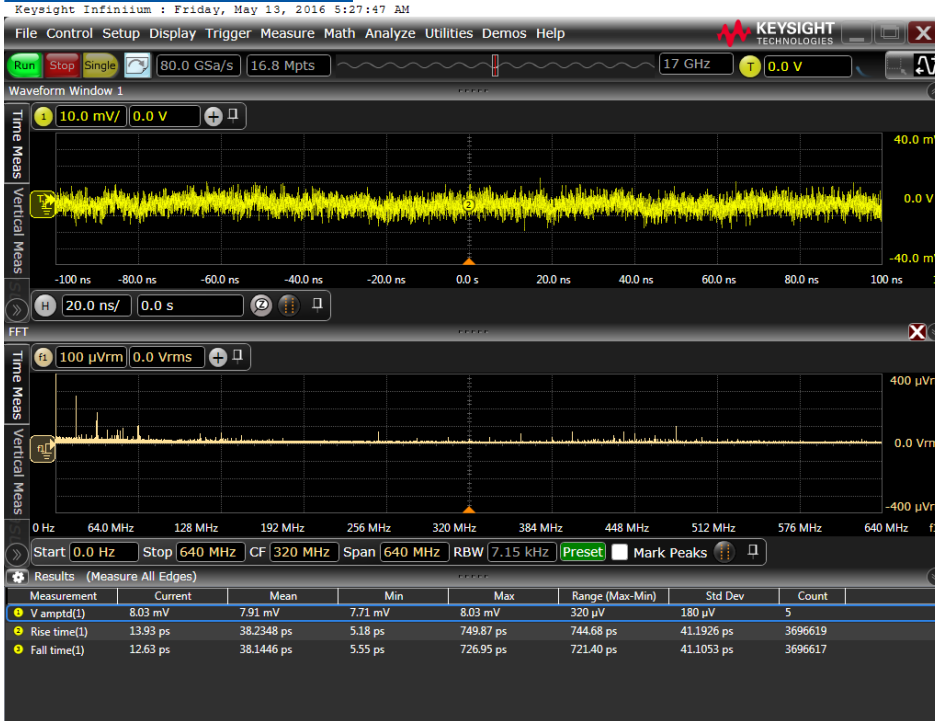 Keysight Infiniium : Friday, May 13, 2016 5:27:47 AM
File Control Setup Display Trigger Measure Math Analyze Utilities Demos Help
KEYSIGHT
TECHNOLOGIES
Run Stop Single 80.0 GSa/s 16.8 Mpts 17 GHz T 0.0 V
Waveform Window 1
1 10.0 mV/ 0.0 V
Time Meas
Vertical Meas
40.0 m
0.0 V
-40.0 m
T
2
-100 ns -80.0 ns -60.0 ns -40.0 ns -20.0 ns 0.0 s 20.0 ns 40.0 ns 60.0 ns 80.0 ns 100 ns
H 20.0 ns/ 0.0 s
FFT
f1 100 µVrm 0.0 Vrms
Time Meas
Vertical Meas
400 µVr
0.0 Vrm
-400 µVr
f1
0 Hz 64.0 MHz 128 MHz 192 MHz 256 MHz 320 MHz 384 MHz 448 MHz 512 MHz 576 MHz 640 MHz
Start 0.0 Hz Stop 640 MHz CF 320 MHz Span 640 MHz RBW 7.15 kHz Preset Mark Peaks
Results (Measure All Edges)
Measurement Current Mean Min Max Range (Max-Min) Std Dev Count
1 V amptd(1) 8.03 mV 7.91 mV 7.71 mV 8.03 mV 320 µV 180 µV 5
2 Rise time(1) 13.93 ps 38.2348 ps 5.18 ps 749.87 ps 744.68 ps 41.1926 ps 3696619
3 Fall time(1) 12.63 ps 38.1446 ps 5.55 ps 726.95 ps 721.40 ps 41.1053 ps 3696617